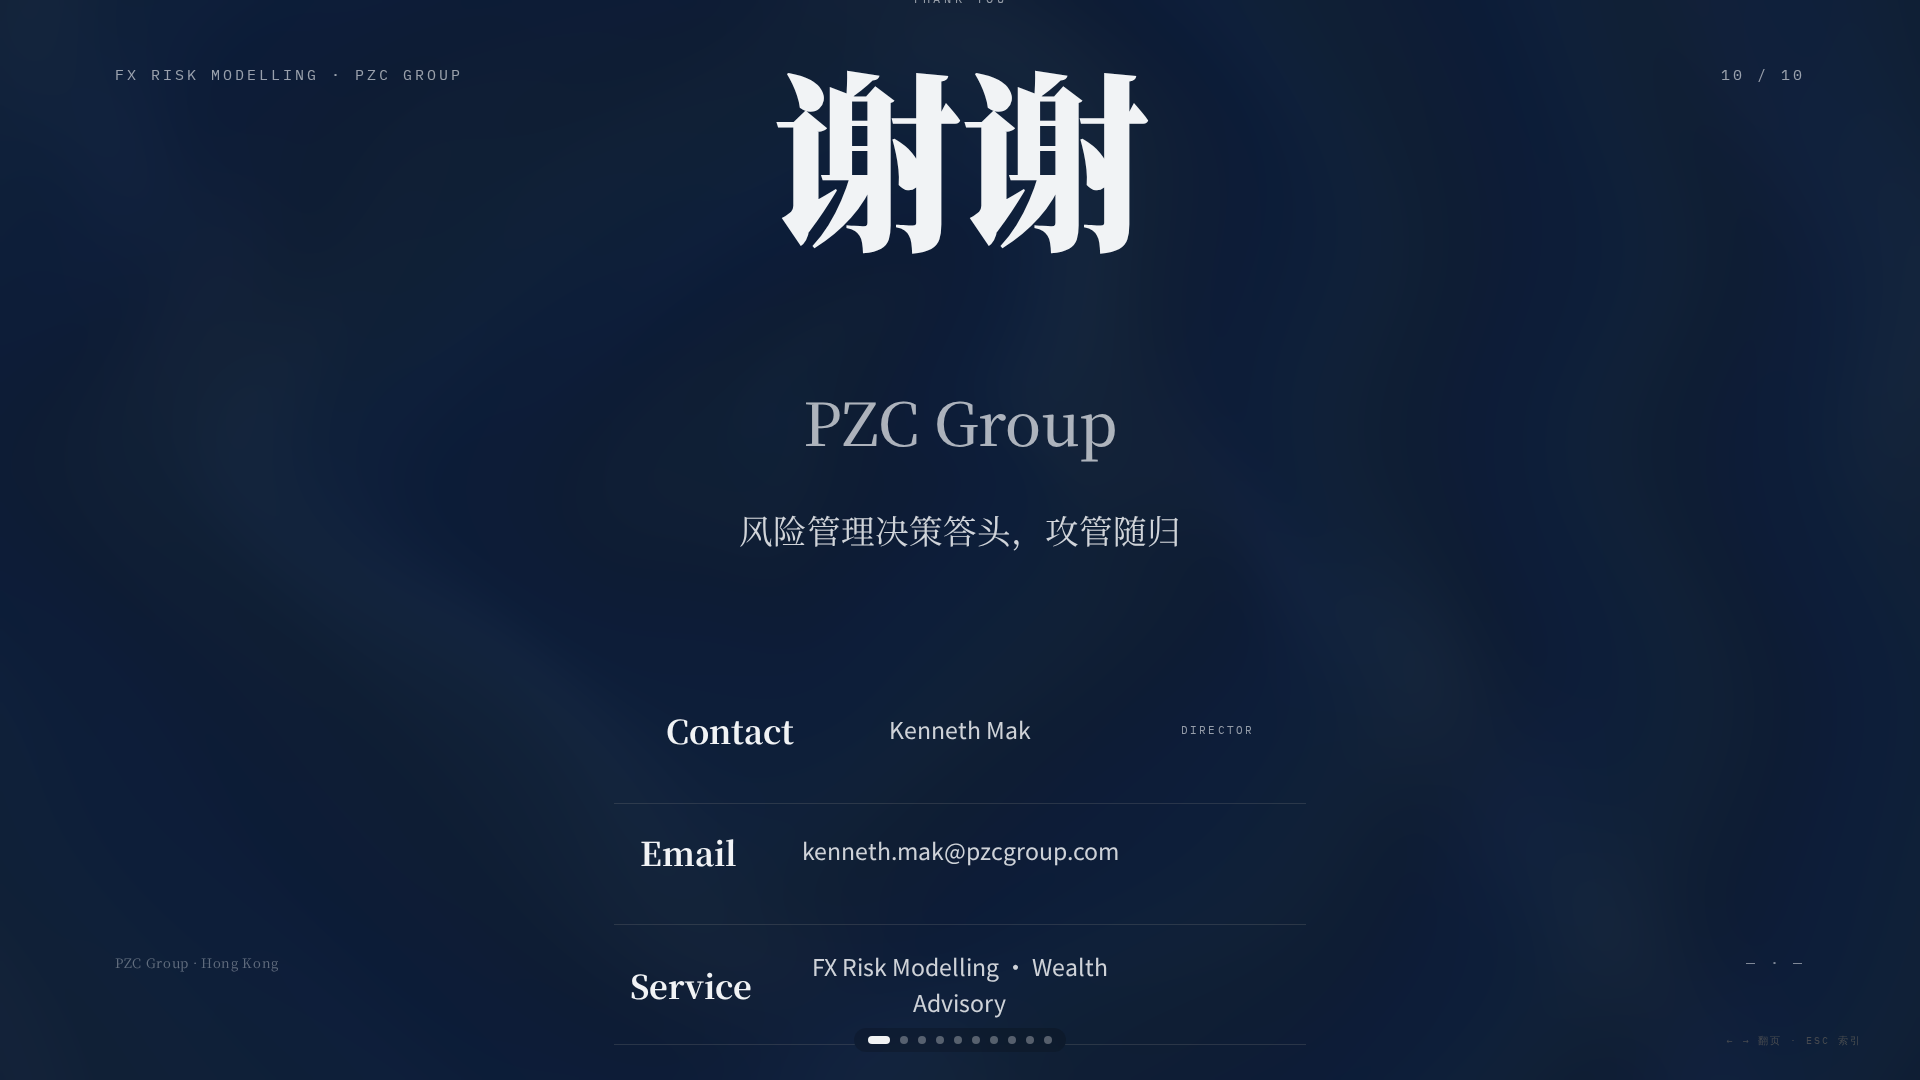 THANK YOU
FX RISK MODELLING · PZC GROUP
10 / 10
谢谢
PZC Group
风险管理决策答头，攻管随归
Contact
Kenneth Mak
DIRECTOR
Email
kenneth.mak@pzcgroup.com
Service
FX Risk Modelling • Wealth
Advisory
PZC Group · Hong Kong
— · —
← → 翻页 · ESC 索引